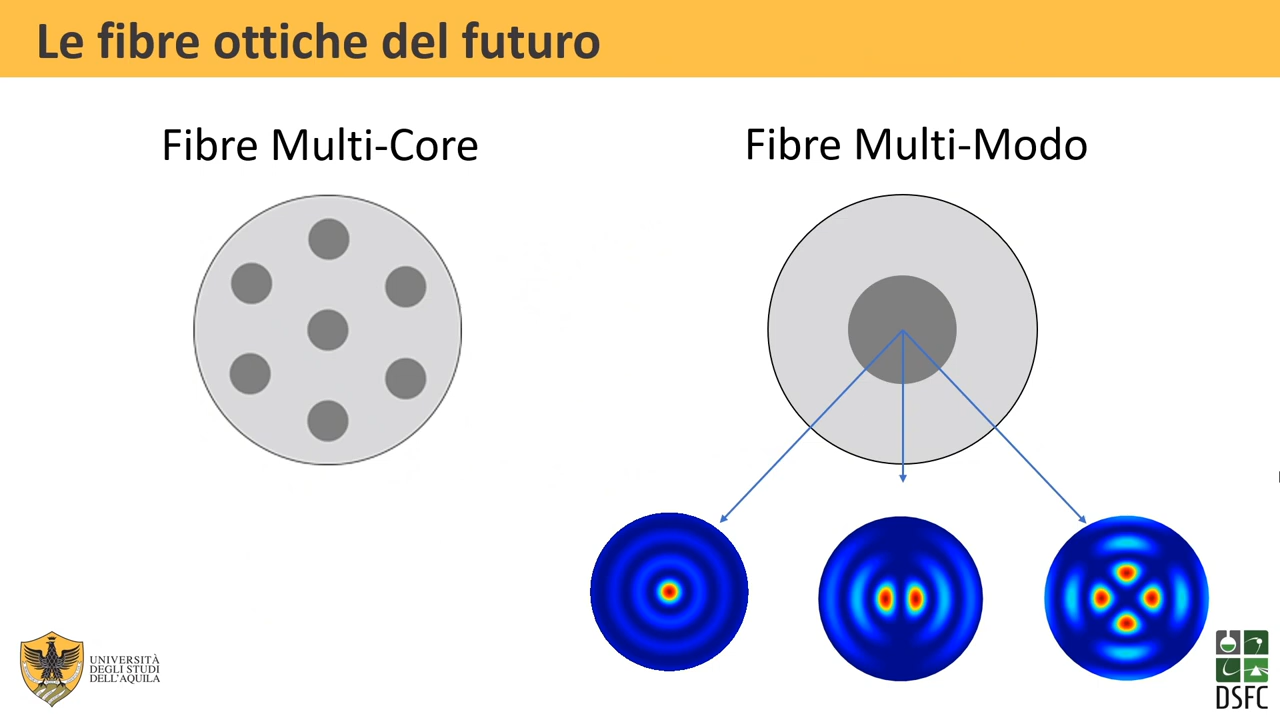 Le fibre ottiche del futuro
Fibre Multi-Core
Fibre Multi-Modo
UNIVERSITÀ
DEGLI STUDI
DELL'AQUILA
DSFC